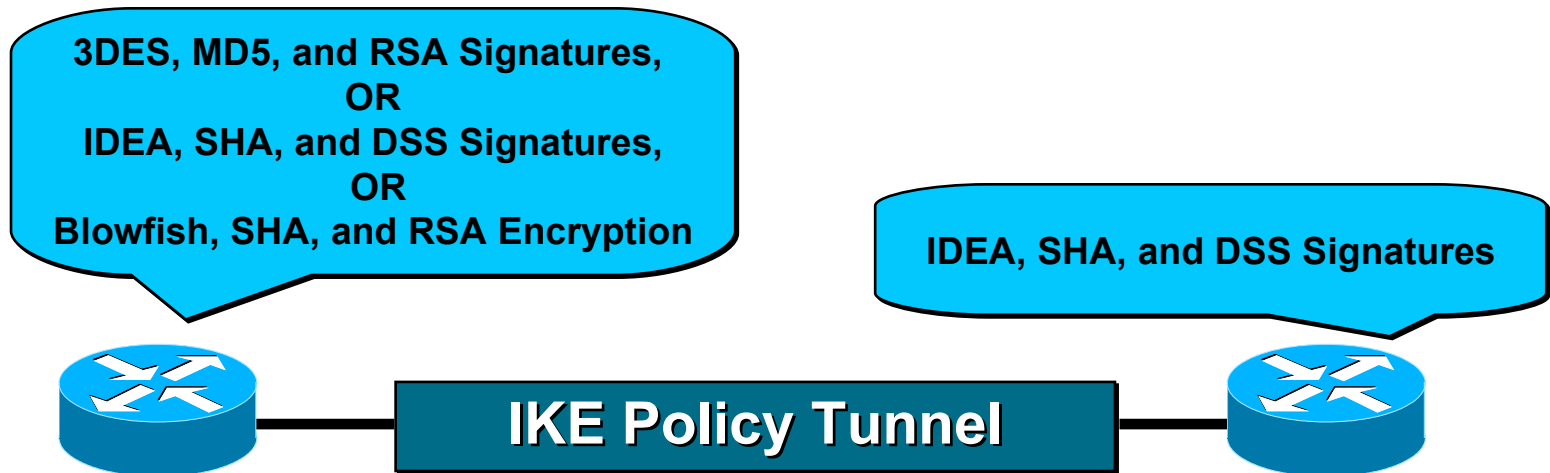 3DES, MD5, and RSA Signatures,
OR
IDEA, SHA, and DSS Signatures,
OR
Blowfish, SHA, and RSA Encryption
IDEA, SHA, and DSS Signatures
IKE Policy Tunnel